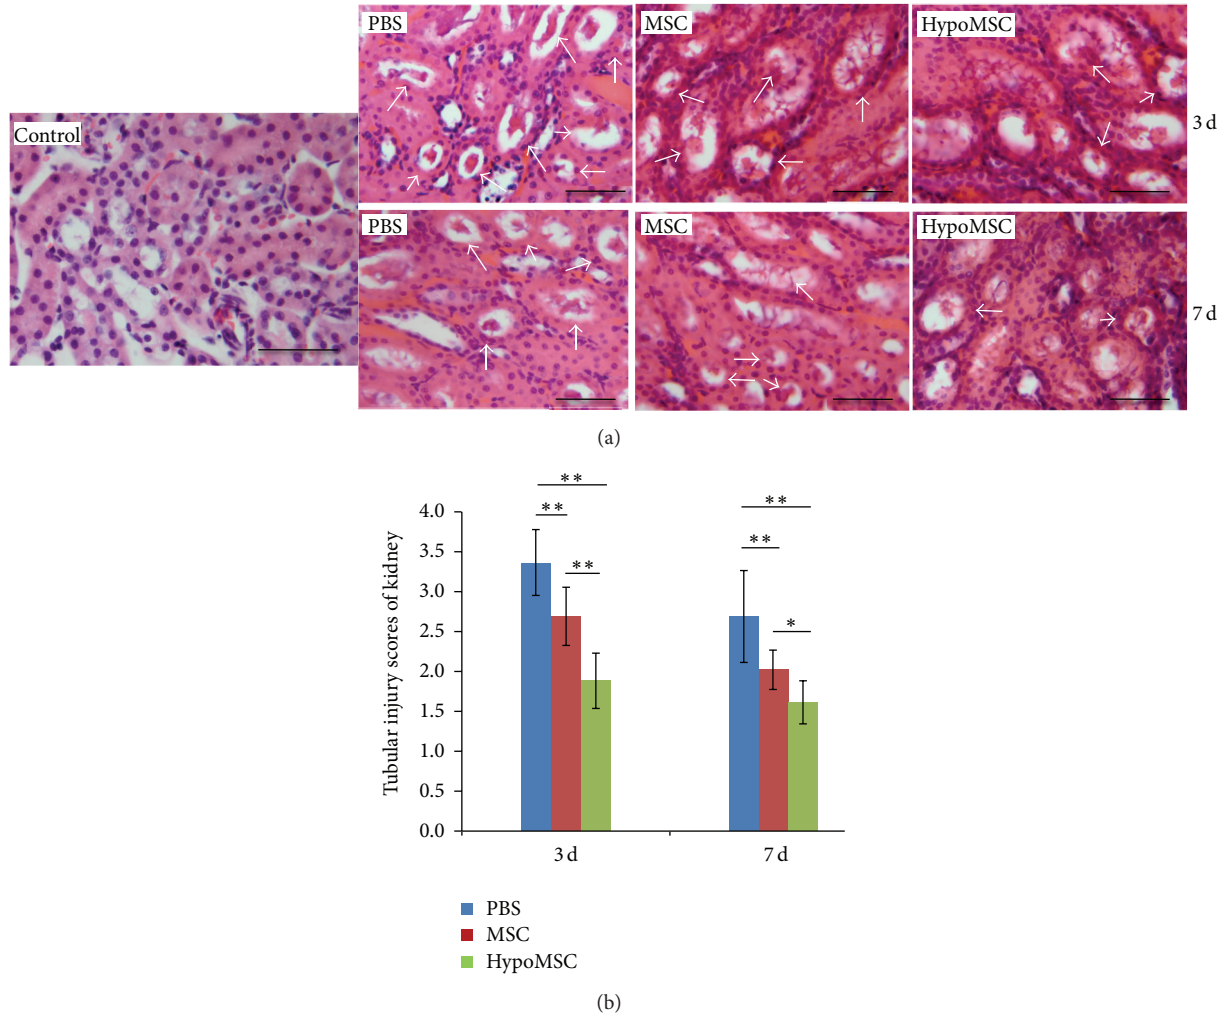 Control
PBS
MSC
HypoMSC
3 d
PBS
MSC
HypoMSC
7 d
(a)
Tubular injury scores of kidney
4.0
3.5
3.0
2.5
2.0
1.5
1.0
0.5
0.0
**
**
**
**
**
*
3 d
7 d
PBS
MSC
HypoMSC
(b)